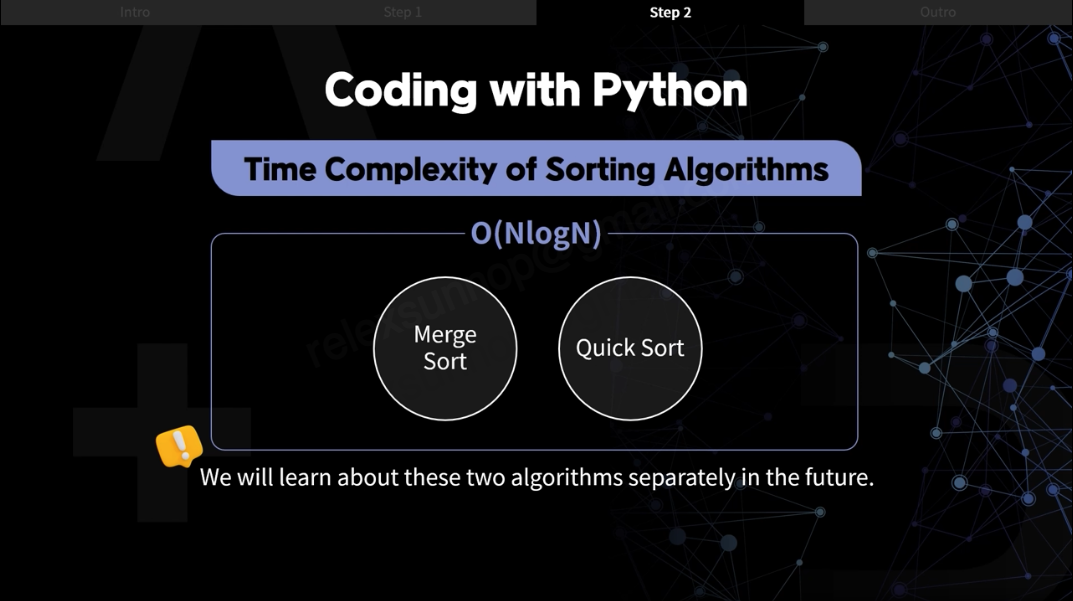 Intro
Step 1
Step 2
Outro
Coding with Python
Time Complexity of Sorting Algorithms
O(NlogN)
Merge
Sort
Quick Sort
We will learn about these two algorithms separately in the future.